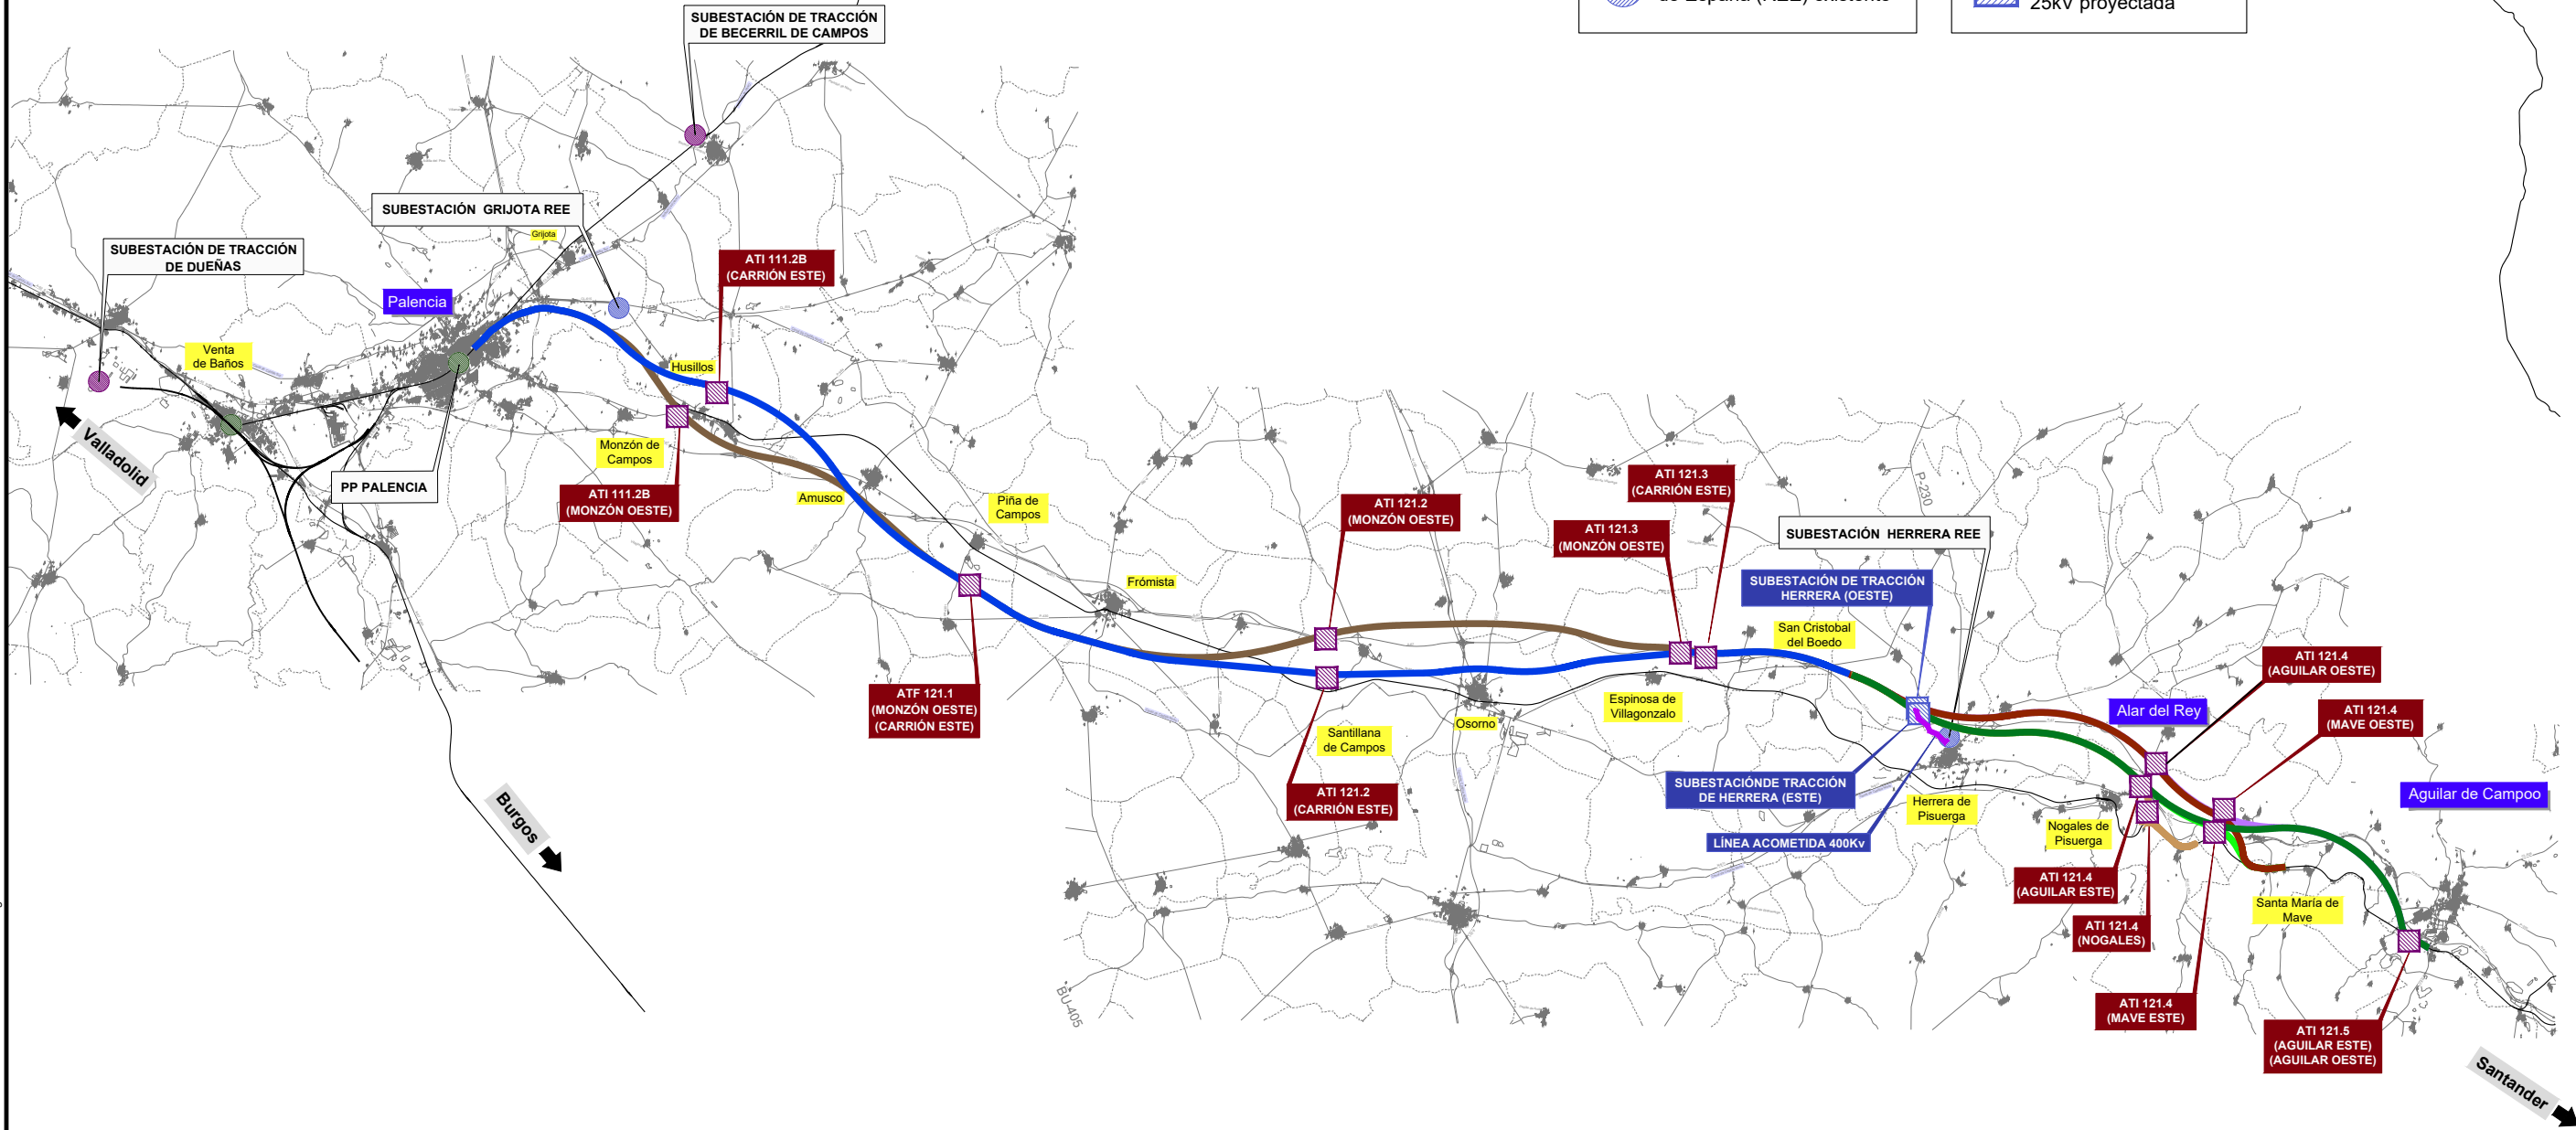 de España (REE) existente
25kV proyectada
SUBESTACIÓN DE TRACCIÓN
DE BECERRIL DE CAMPOS
SUBESTACIÓN GRIJOTA REE
Grijota
SUBESTACIÓN DE TRACCIÓN
DE DUEÑAS
ATI 111.2B
(CARRIÓN ESTE)
Palencia
Venta
de Baños
Husillos
Valladolid
Monzón de
Campos
PP PALENCIA
ATI 111.2B
(MONZÓN OESTE)
Amusco
Piña de
Campos
ATI 121.2
(MONZÓN OESTE)
ATI 121.3
(CARRIÓN ESTE)
ATI 121.3
(MONZÓN OESTE)
P-230
SUBESTACIÓN HERRERA REE
Frómista
SUBESTACIÓN DE TRACCIÓN
HERRERA (OESTE)
San Cristobal
del Boedo
ATI 121.4
(AGUILAR OESTE)
ATF 121.1
(MONZÓN OESTE)
(CARRIÓN ESTE)
Espinosa de
Villagonzalo
Alar del Rey
ATI 121.4
(MAVE OESTE)
Osorno
Santillana
de Campos
SUBESTACIÓNDE TRACCIÓN
DE HERRERA (ESTE)
Aguilar de Campoo
ATI 121.2
(CARRIÓN ESTE)
Herrera de
Pisuerga
Burgos
LÍNEA ACOMETIDA 400Kv
Nogales de
Pisuerga
ATI 121.4
(AGUILAR ESTE)
Santa María de
Mave
ATI 121.4
(NOGALES)
BU-405
ATI 121.4
(MAVE ESTE)
ATI 121.5
(AGUILAR ESTE)
(AGUILAR OESTE)
Santander